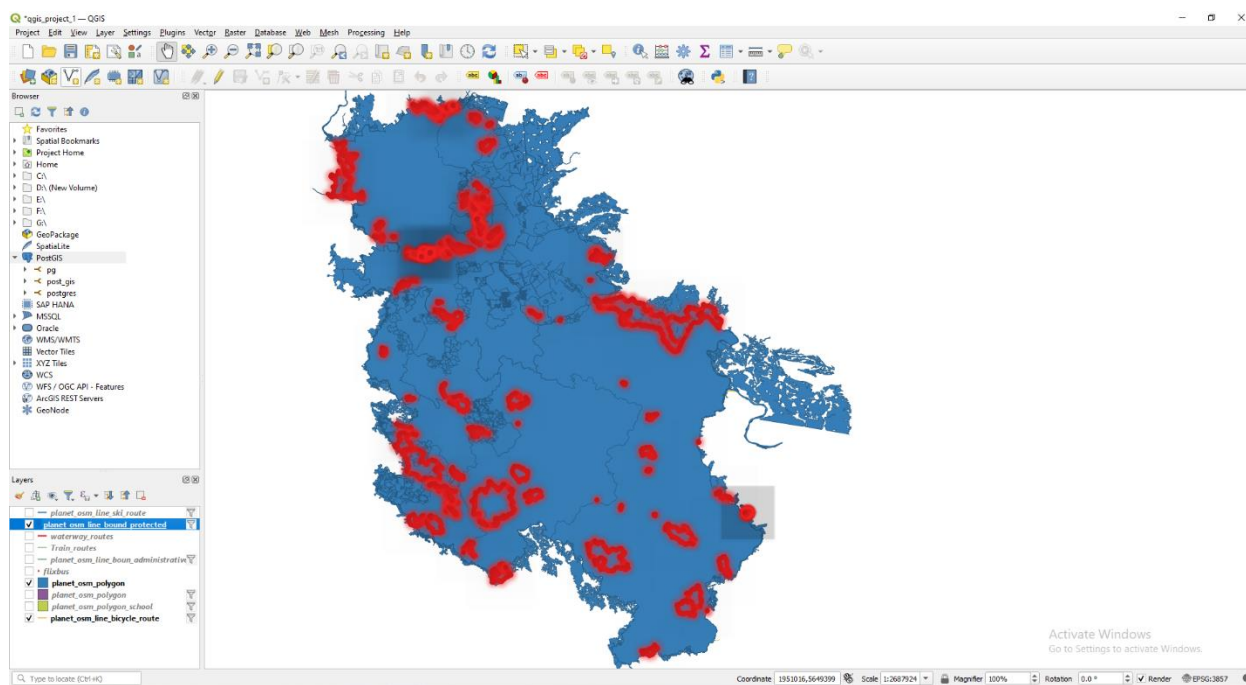 *qgis_project_1 — QGIS
Project Edit View Layer Settings Plugins Vector Raster Database Web Mesh Processing Help
Browser
Favorites
Spatial Bookmarks
Project Home
Home
C:\
D:\ (New Volume)
E:\
F:\
G:\
GeoPackage
SpatiaLite
PostGIS
pg
post_gis
postgres
SAP HANA
MSSQL
Oracle
WMS/WMTS
Vector Tiles
XYZ Tiles
WCS
WFS / OGC API - Features
ArcGIS REST Servers
GeoNode
Layers
planet_osm_line_ski_route
planet_osm_line_bound_protected
waterway_routes
Train_routes
planet_osm_line_boun_administrativ
flixbus
planet_osm_polygon
planet_osm_polygon
planet_osm_polygon_school
planet_osm_line_bicycle_route
Activate Windows
Go to Settings to activate Windows.
Type to locate (Ctrl+K)
Coordinate 1951016,5649399 Scale 1:2687924 Magnifier 100% Rotation 0.0 ° Render EPSG:3857